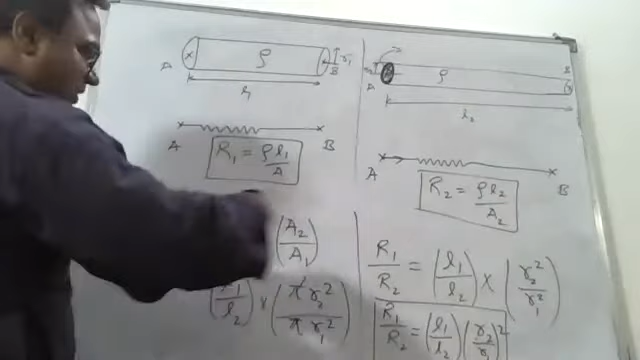 A ρ B r₁
l₁
A B
R₁ = ρl₁/A
(A₂/A₁)
l₂) × (π r₂²/π r₁²)
A ρ B
l₂
A B
R₂ = ρl₂/A₂
R₁/R₂ = (l₁/l₂) × (r₂²/r₁²)
R₁/R₂ = (l₁/l₂)(r₂/r₁)²